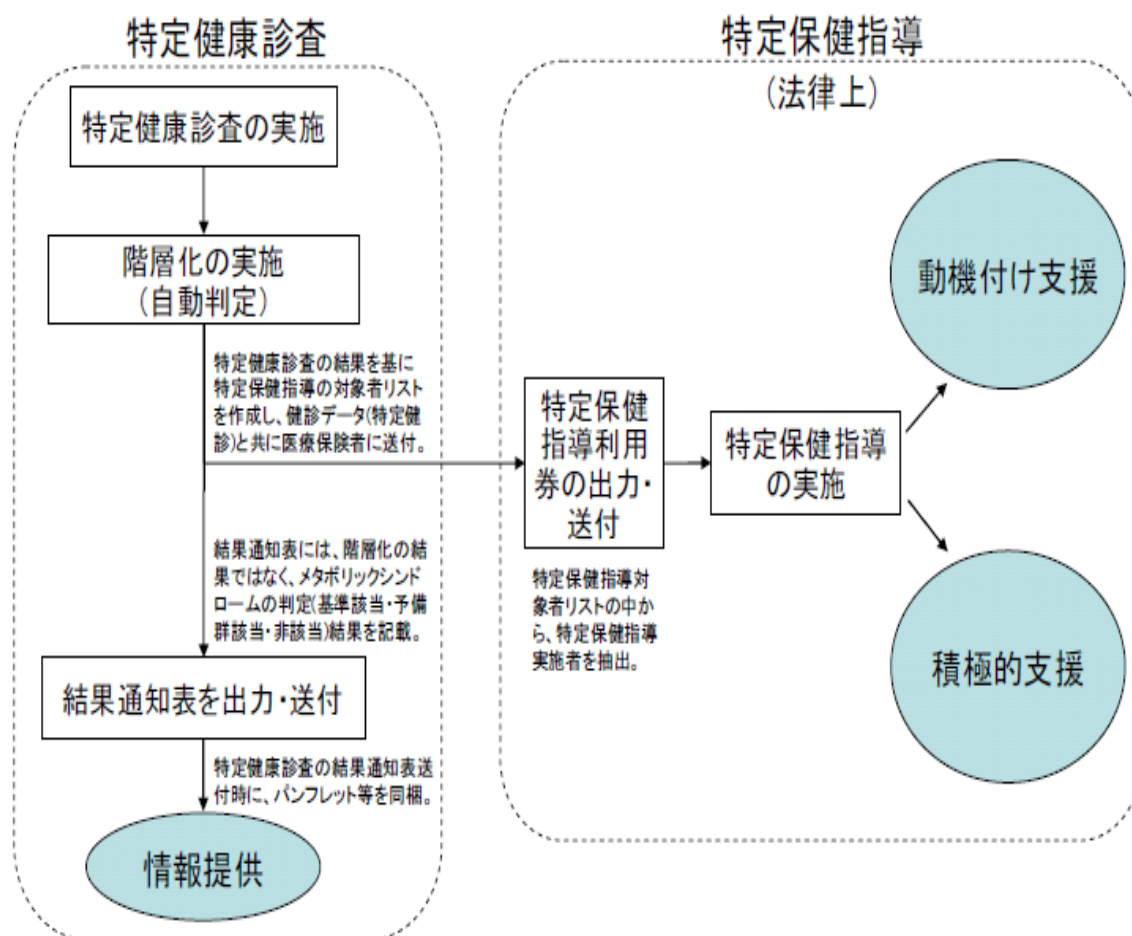 特定健康診査
特定健康診査の実施
階層化の実施
(自動判定)
特定健康診査の結果を基に
特定保健指導の対象者リスト
を作成し、健診データ(特定健
診)と共に医療保険者に送付。
結果通知表には、階層化の結
果ではなく、メタボリックシンド
ロームの判定(基準該当・予備
群該当・非該当)結果を記載。
結果通知表を出力・送付
特定健康診査の結果通知表送
付時に、パンフレット等を同梱。
情報提供
特定保健指導
(法律上)
特定保健
指導利用
券の出力・
送付
特定保健指導対
象者リストの中か
ら、特定保健指導
実施者を抽出。
特定保健指導
の実施
動機付け支援
積極的支援